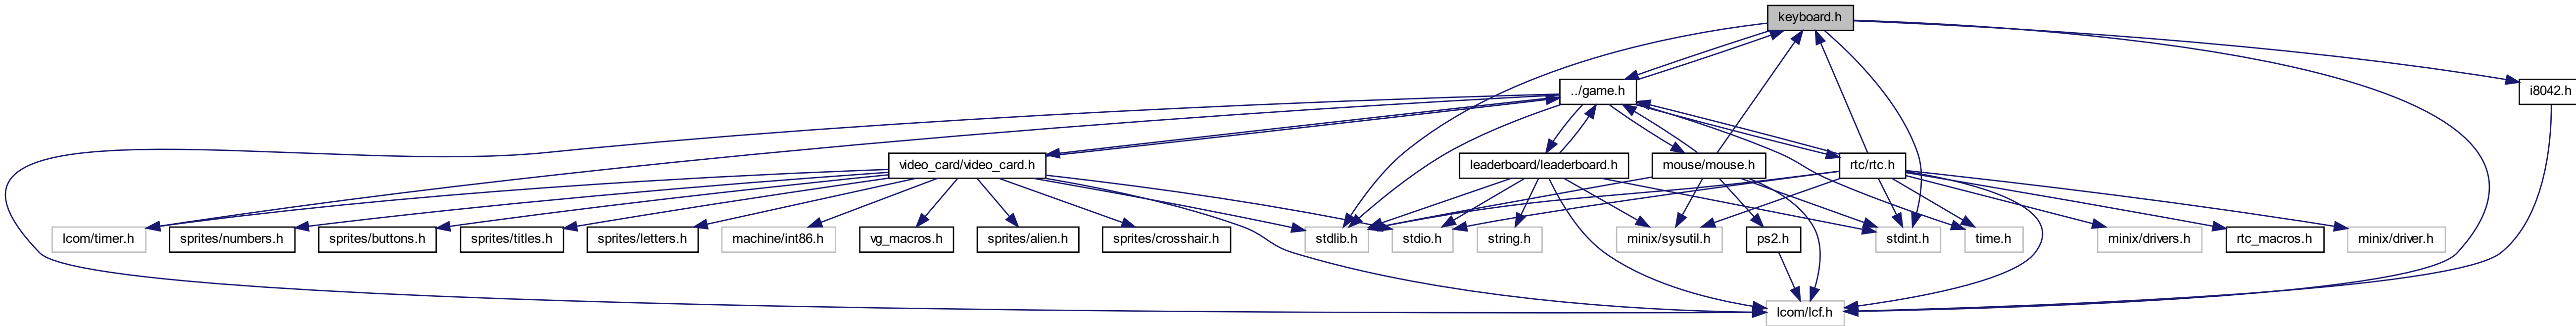 keyboard.h
../game.h
i8042.h
video_card/video_card.h
leaderboard/leaderboard.h
mouse/mouse.h
rtc/rtc.h
lcom/timer.h
sprites/numbers.h
sprites/buttons.h
sprites/titles.h
sprites/letters.h
machine/int86.h
vg_macros.h
sprites/alien.h
sprites/crosshair.h
stdlib.h
stdio.h
string.h
minix/sysutil.h
ps2.h
stdint.h
time.h
minix/drivers.h
rtc_macros.h
minix/driver.h
lcom/lcf.h